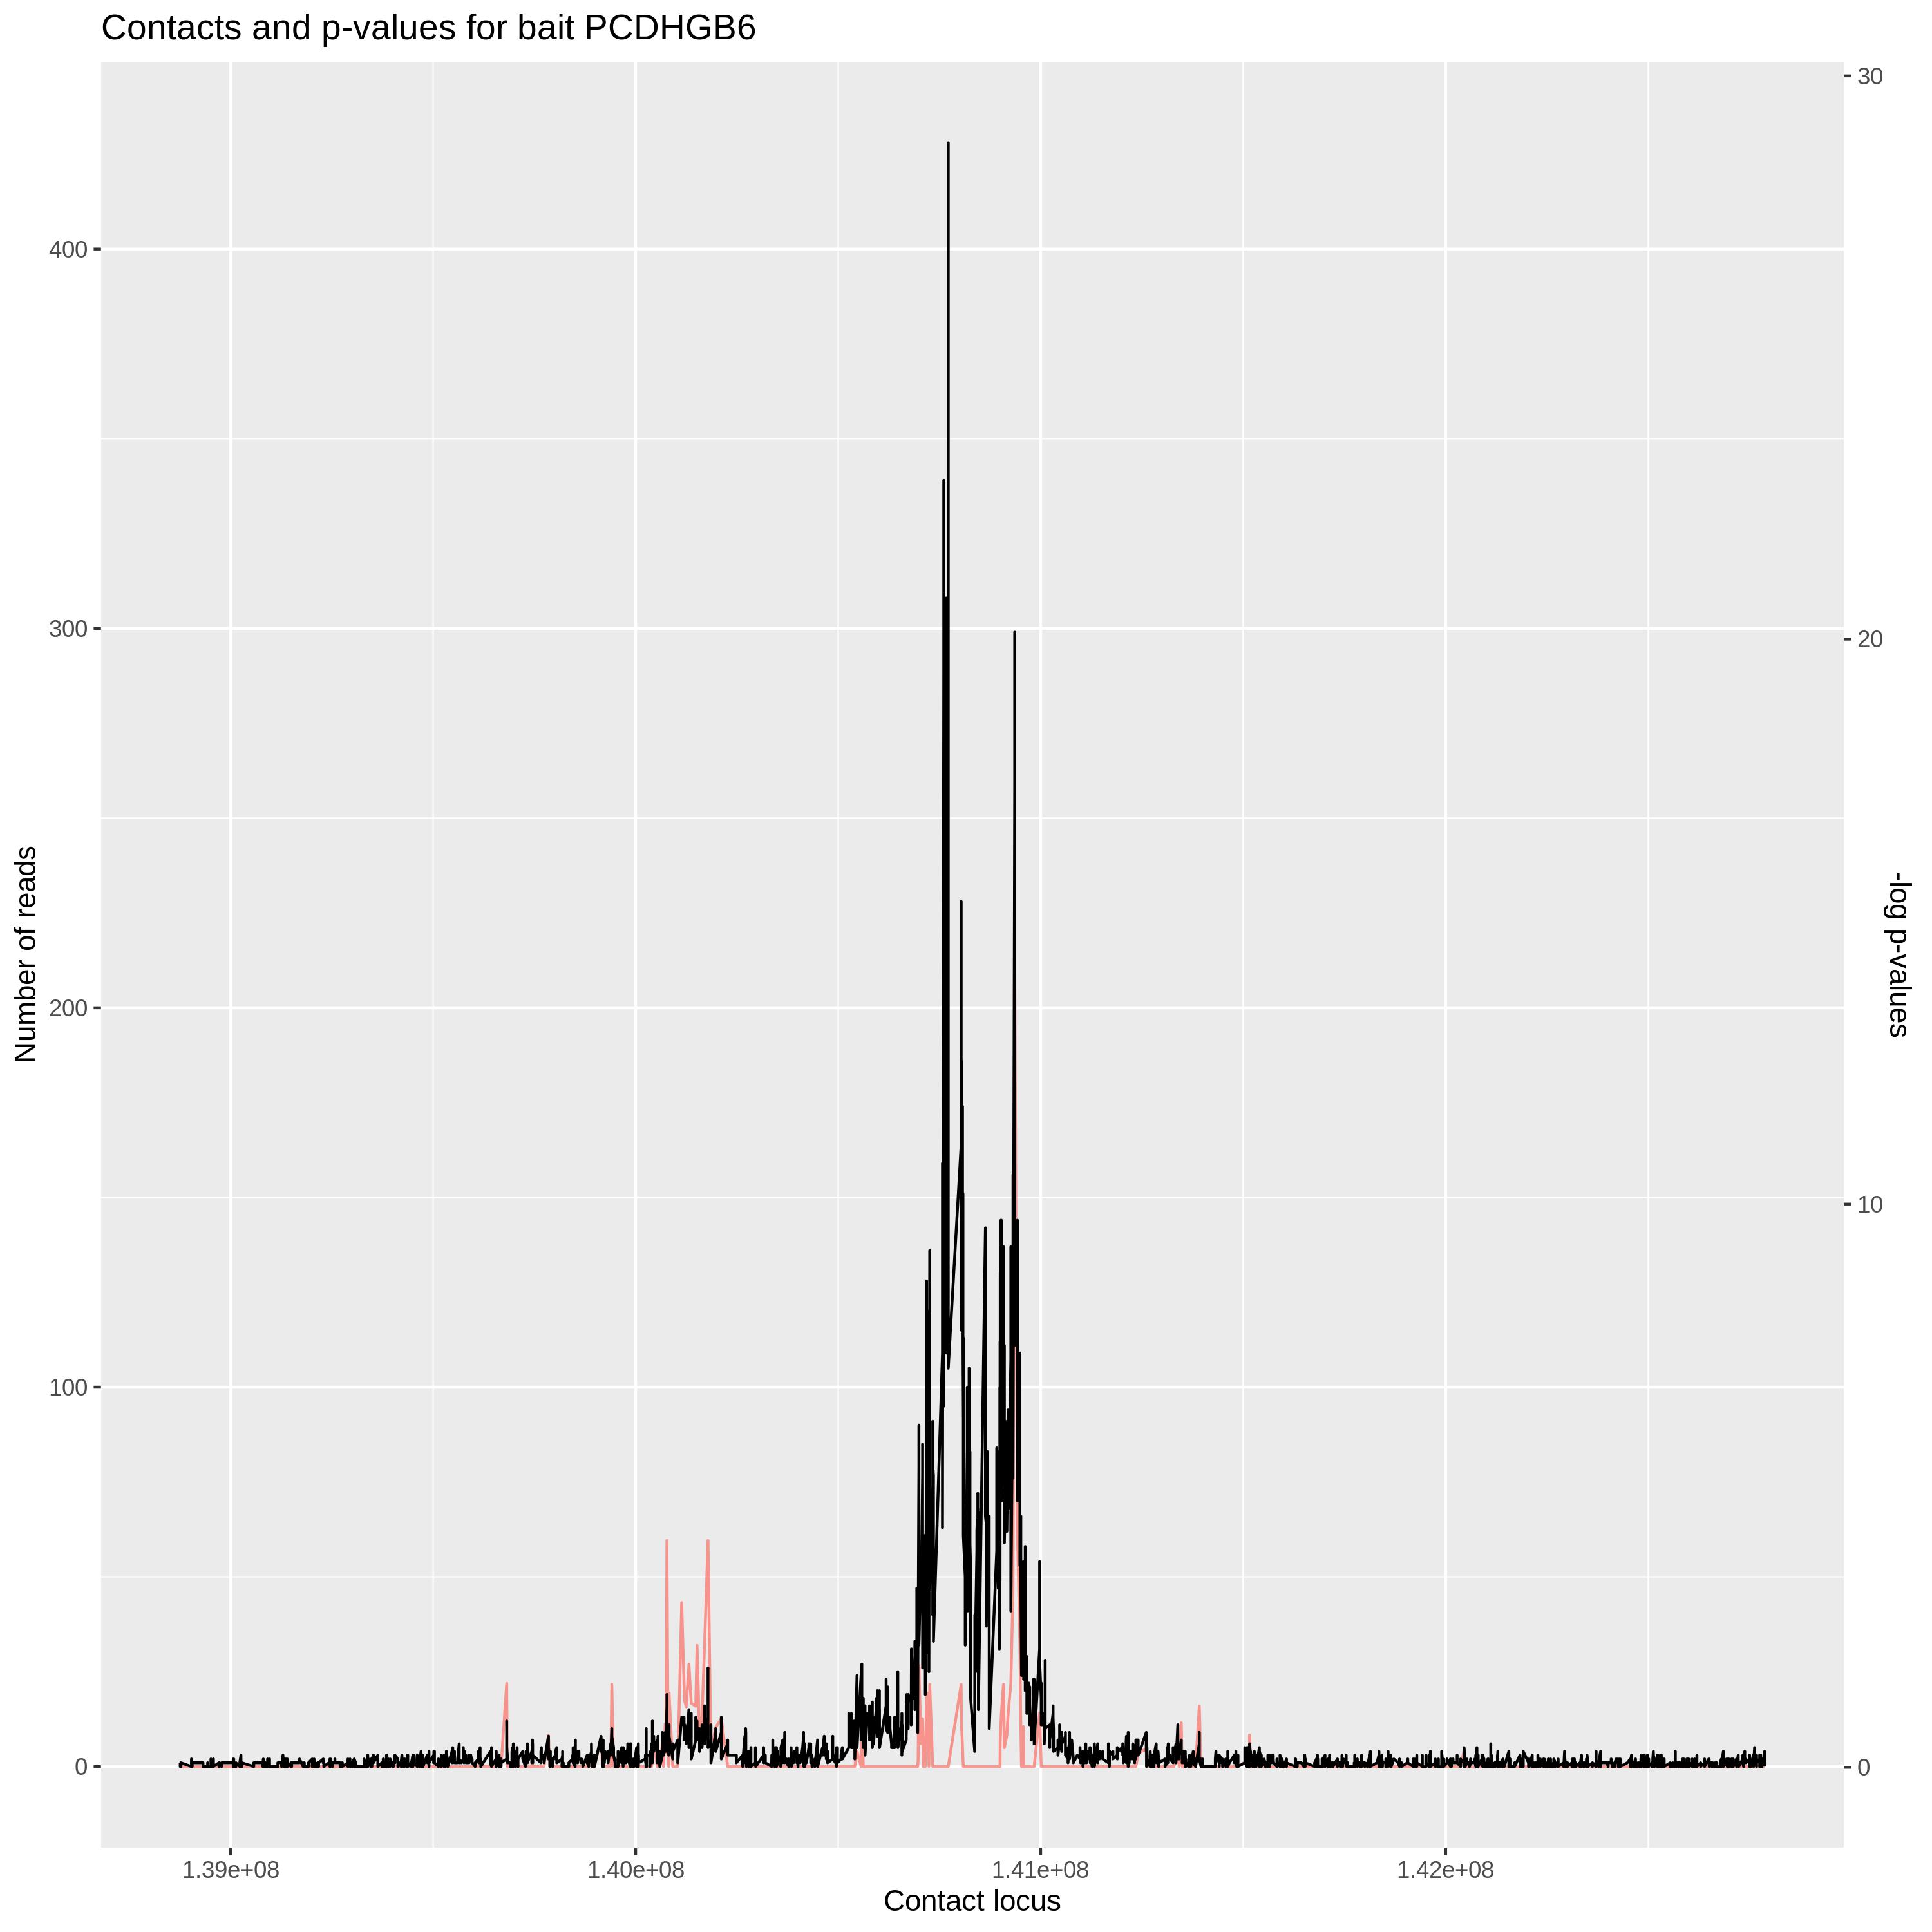 Contacts and p-values for bait PCDHGB6
30
400
300
20
Number of reads
-log p-values
200
10
100
0
0
1.39e+08
1.40e+08
1.41e+08
1.42e+08
Contact locus